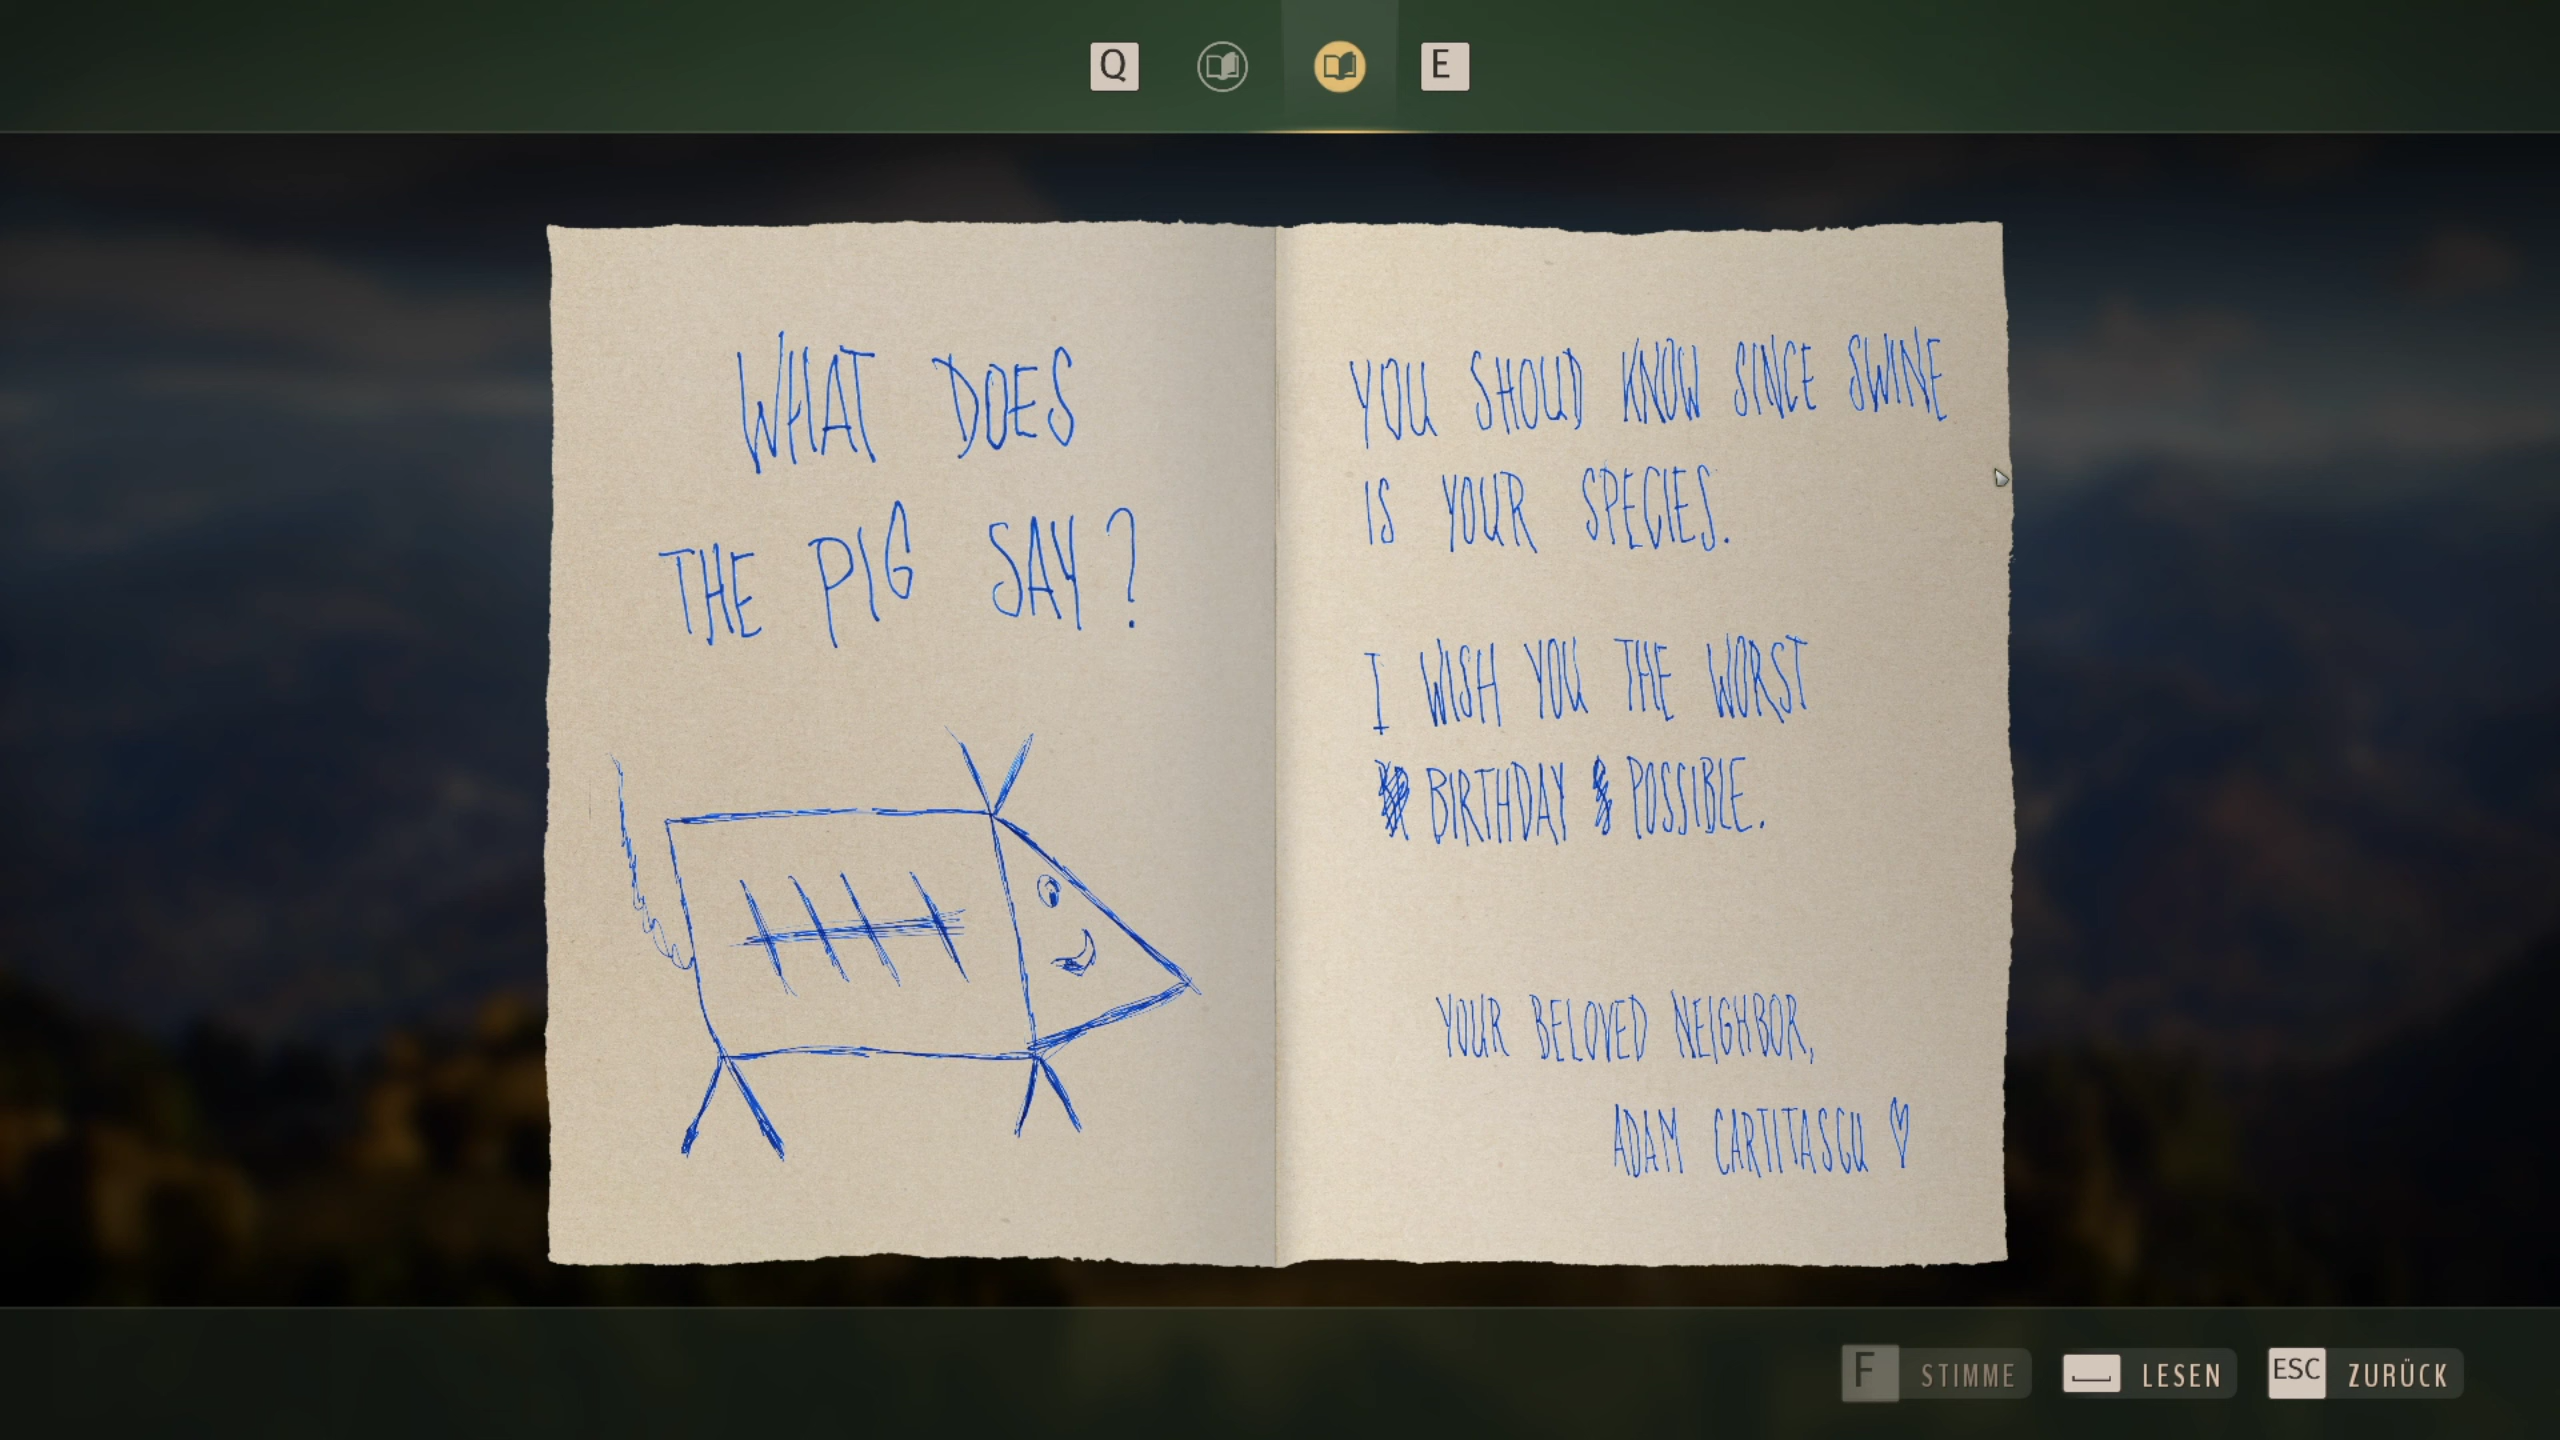 Q E
WHAT DOES
THE PIG SAY?
YOU SHOUD KNOW SINCE SWINE
IS YOUR SPECIES.
I WISH YOU THE WORST
BIRTHDAY POSSIBLE.
YOUR BELOVED NEIGHBOR,
ADAM CARTITASCU ♡
F STIMME LESEN ESC ZURÜCK